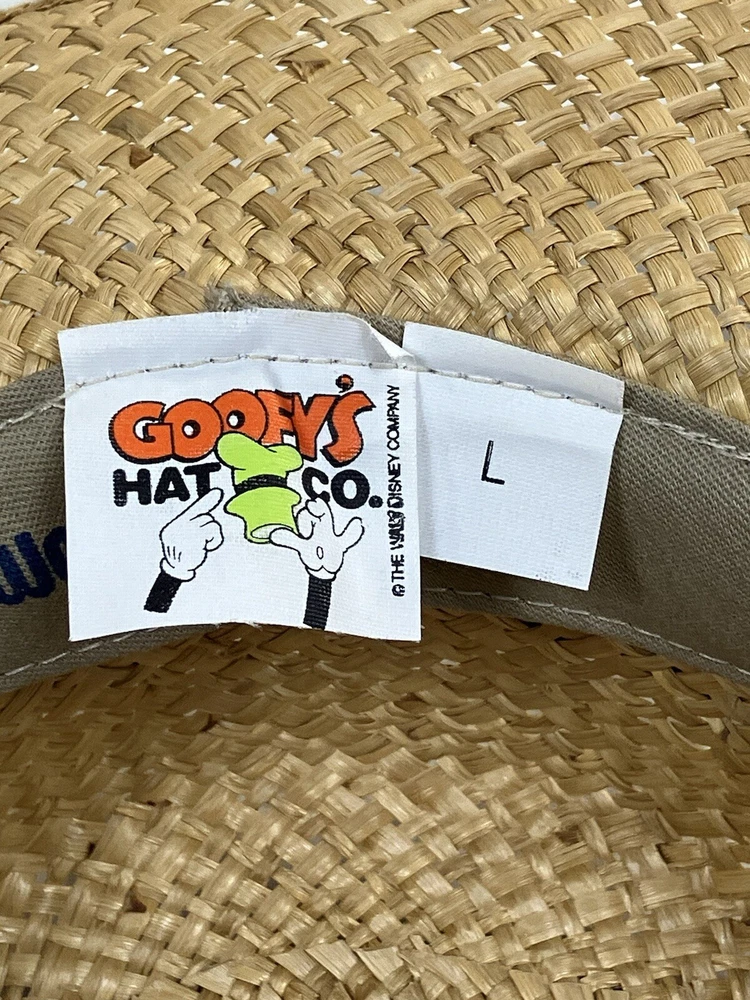 GOOFY'S
HAT CO.
© THE WALT DISNEY COMPANY
L